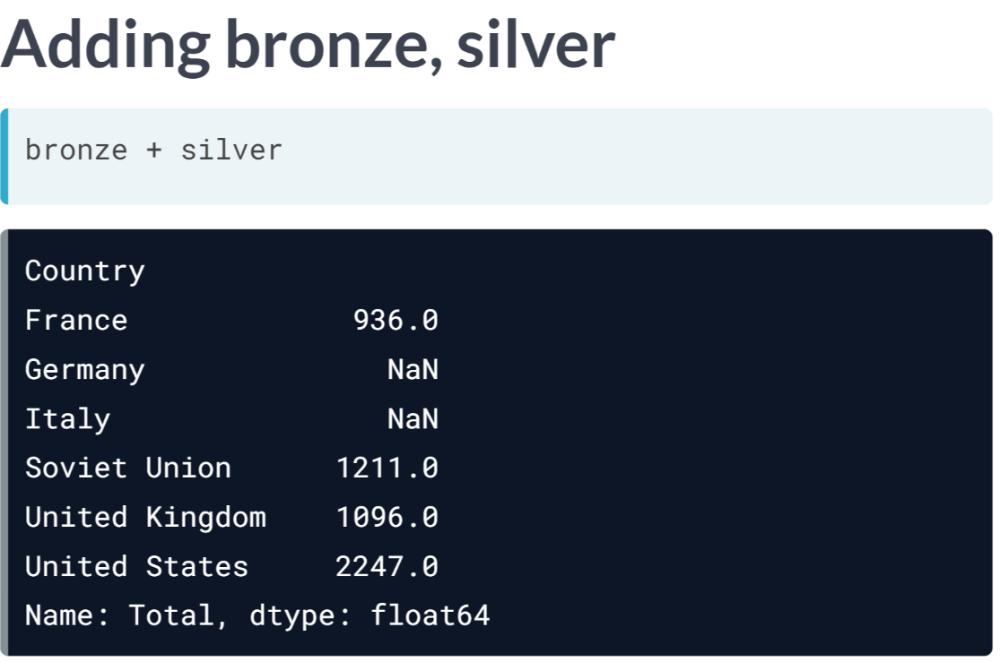 Adding bronze, silver
bronze + silver
Country
France 936.0
Germany NaN
Italy NaN
Soviet Union 1211.0
United Kingdom 1096.0
United States 2247.0
Name: Total, dtype: float64